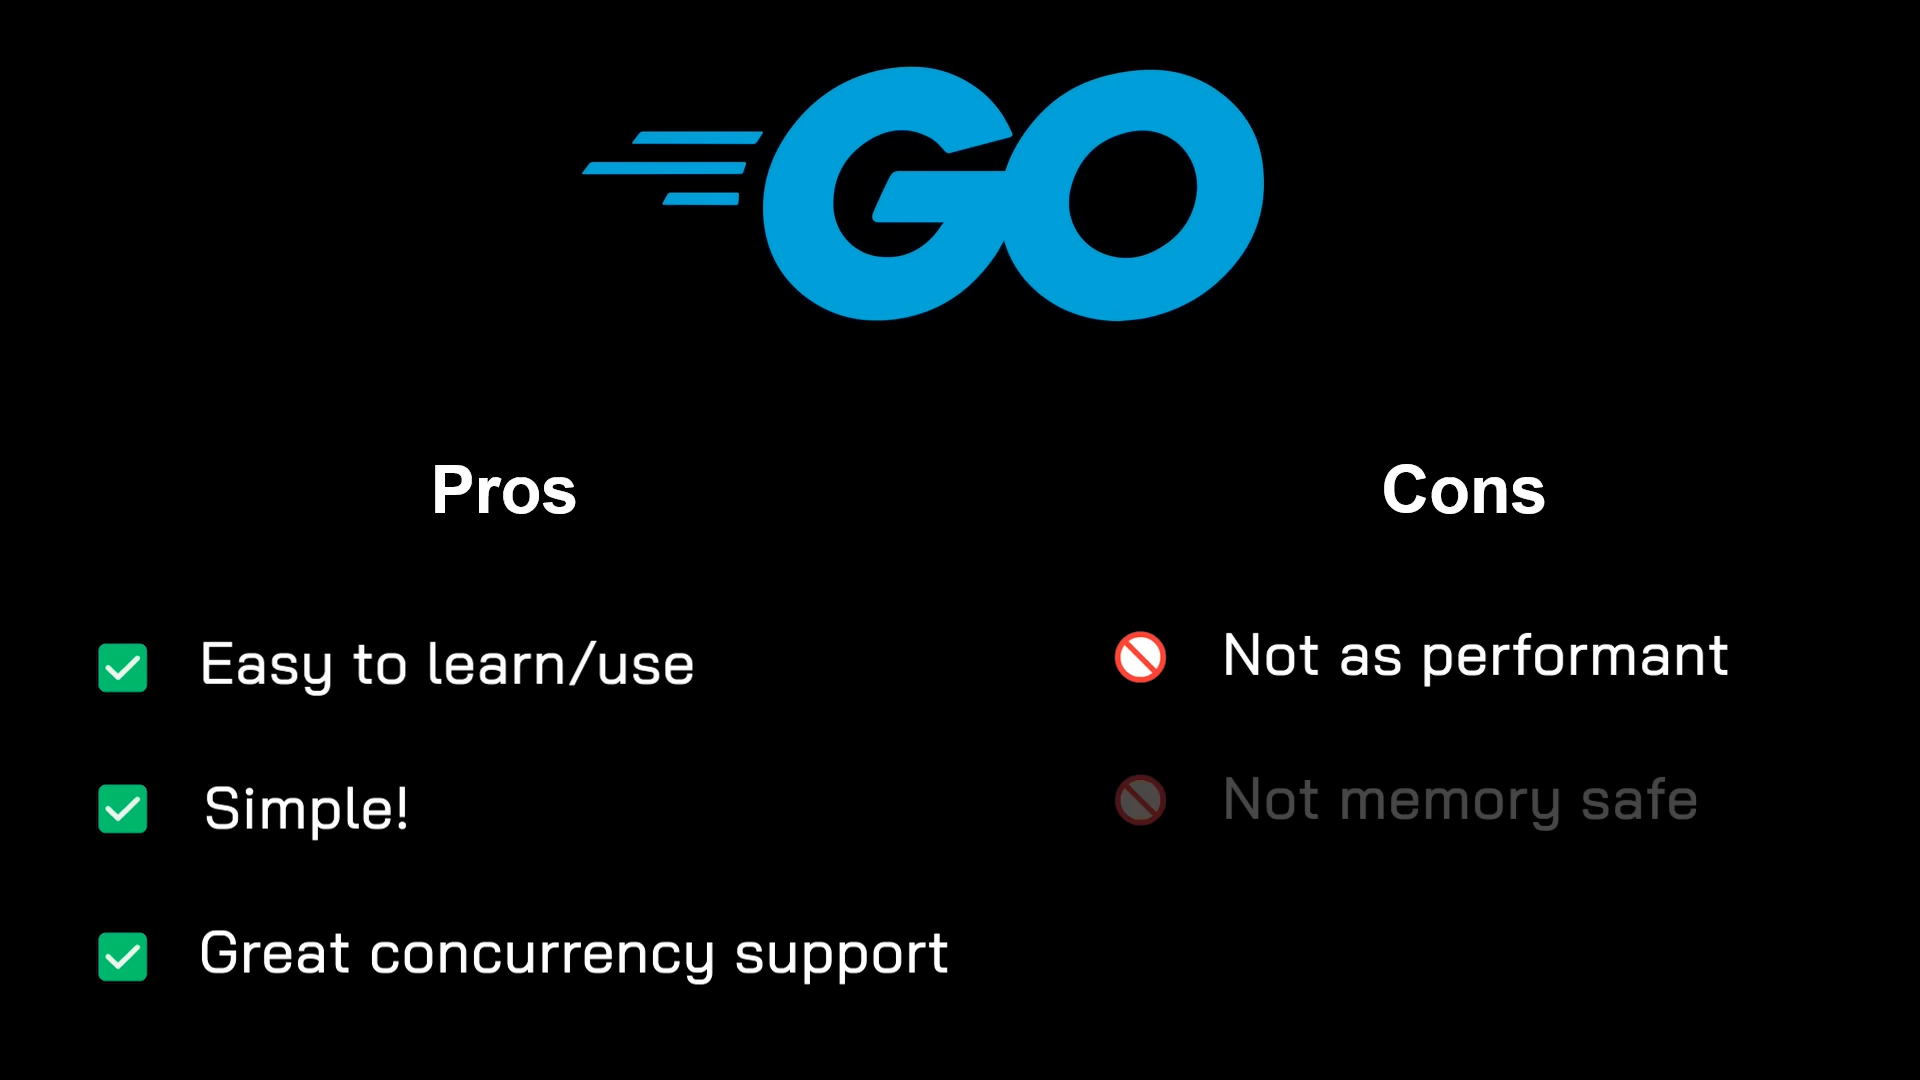 GO
Pros
Easy to learn/use
Simple!
Great concurrency support
Cons
Not as performant
Not memory safe